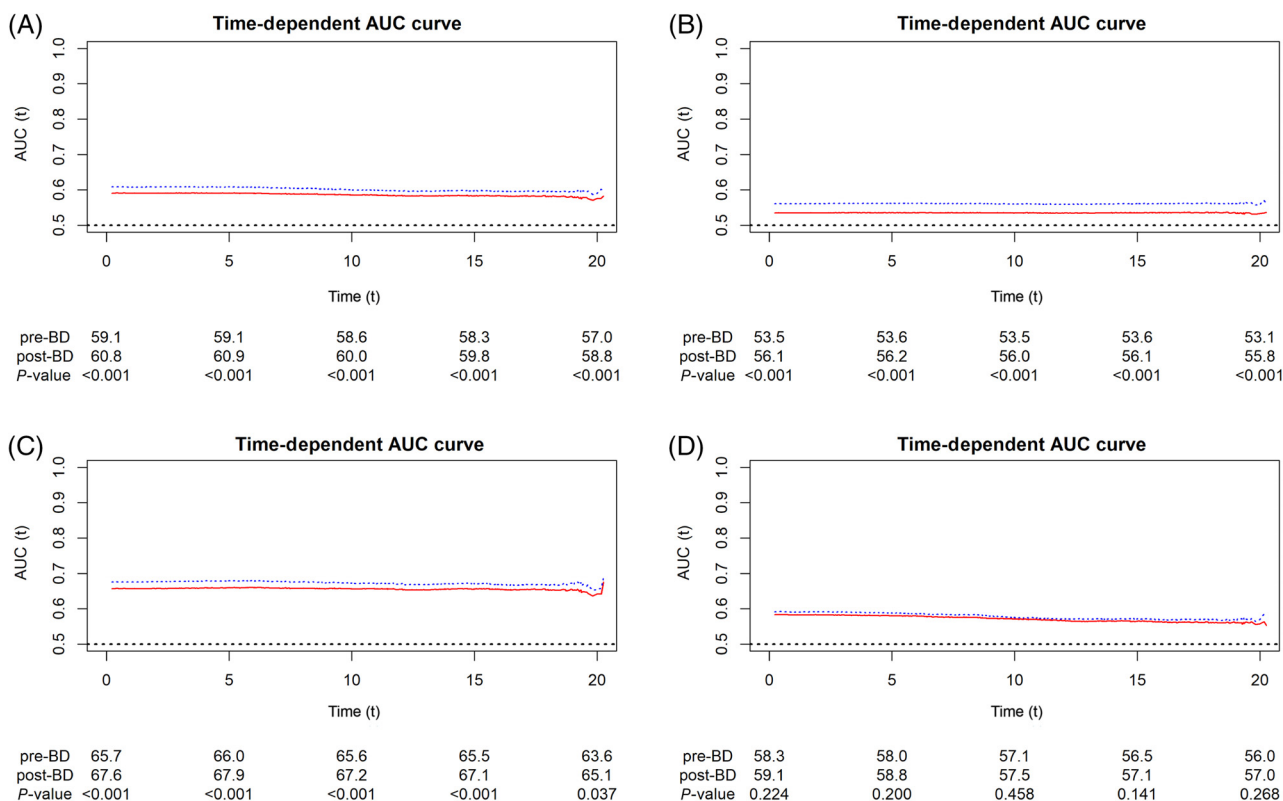 (A)
Time-dependent AUC curve
AUC (t)
1.0
0.9
0.8
0.7
0.6
0.5
0 5 10 15 20
Time (t)
pre-BD 59.1 59.1 58.6 58.3 57.0
post-BD 60.8 60.9 60.0 59.8 58.8
P-value <0.001 <0.001 <0.001 <0.001 <0.001
(B)
Time-dependent AUC curve
AUC (t)
1.0
0.9
0.8
0.7
0.6
0.5
0 5 10 15 20
Time (t)
pre-BD 53.5 53.6 53.5 53.6 53.1
post-BD 56.1 56.2 56.0 56.1 55.8
P-value <0.001 <0.001 <0.001 <0.001 <0.001
(C)
Time-dependent AUC curve
AUC (t)
1.0
0.9
0.8
0.7
0.6
0.5
0 5 10 15 20
Time (t)
pre-BD 65.7 66.0 65.6 65.5 63.6
post-BD 67.6 67.9 67.2 67.1 65.1
P-value <0.001 <0.001 <0.001 <0.001 0.037
(D)
Time-dependent AUC curve
AUC (t)
1.0
0.9
0.8
0.7
0.6
0.5
0 5 10 15 20
Time (t)
pre-BD 58.3 58.0 57.1 56.5 56.0
post-BD 59.1 58.8 57.5 57.1 57.0
P-value 0.224 0.200 0.458 0.141 0.268